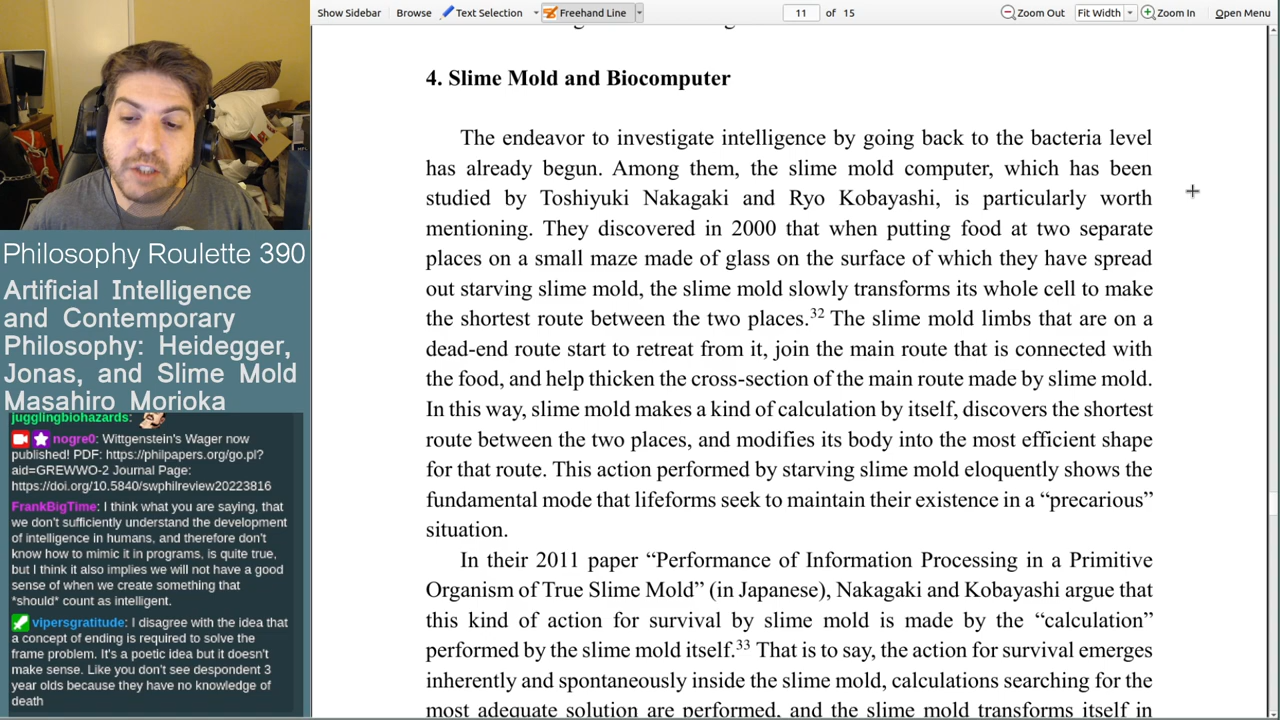 Show Sidebar Browse Text Selection Freehand Line 11 of 15 Zoom Out Fit Width Zoom In Open Menu
4. Slime Mold and Biocomputer
The endeavor to investigate intelligence by going back to the bacteria level
has already begun. Among them, the slime mold computer, which has been
studied by Toshiyuki Nakagaki and Ryo Kobayashi, is particularly worth
mentioning. They discovered in 2000 that when putting food at two separate
places on a small maze made of glass on the surface of which they have spread
out starving slime mold, the slime mold slowly transforms its whole cell to make
the shortest route between the two places.32 The slime mold limbs that are on a
dead-end route start to retreat from it, join the main route that is connected with
the food, and help thicken the cross-section of the main route made by slime mold.
In this way, slime mold makes a kind of calculation by itself, discovers the shortest
route between the two places, and modifies its body into the most efficient shape
for that route. This action performed by starving slime mold eloquently shows the
fundamental mode that lifeforms seek to maintain their existence in a “precarious”
situation.
In their 2011 paper “Performance of Information Processing in a Primitive
Organism of True Slime Mold” (in Japanese), Nakagaki and Kobayashi argue that
this kind of action for survival by slime mold is made by the “calculation”
performed by the slime mold itself.33 That is to say, the action for survival emerges
inherently and spontaneously inside the slime mold, calculations searching for the
most adequate solution are performed, and the slime mold transforms itself in
Philosophy Roulette 390
Artificial Intelligence
and Contemporary
Philosophy: Heidegger,
Jonas, and Slime Mold
Masahiro Morioka
jugglingbiohazards:
nogre0: Wittgenstein's Wager now
published! PDF: https://philpapers.org/go.pl?
aid=GREWWO-2 Journal Page:
https://doi.org/10.5840/swphilreview20223816
FrankBigTime: I think what you are saying, that
we don't sufficiently understand the development
of intelligence in humans, and therefore don't
know how to mimic it in programs, is quite true,
but I think it also implies we will not have a good
sense of when we create something that
*should* count as intelligent.
vipersgratitude: I disagree with the idea that
a concept of ending is required to solve the
frame problem. It's a poetic idea but it doesn't
make sense. Like you don't see despondent 3
year olds because they have no knowledge of
death